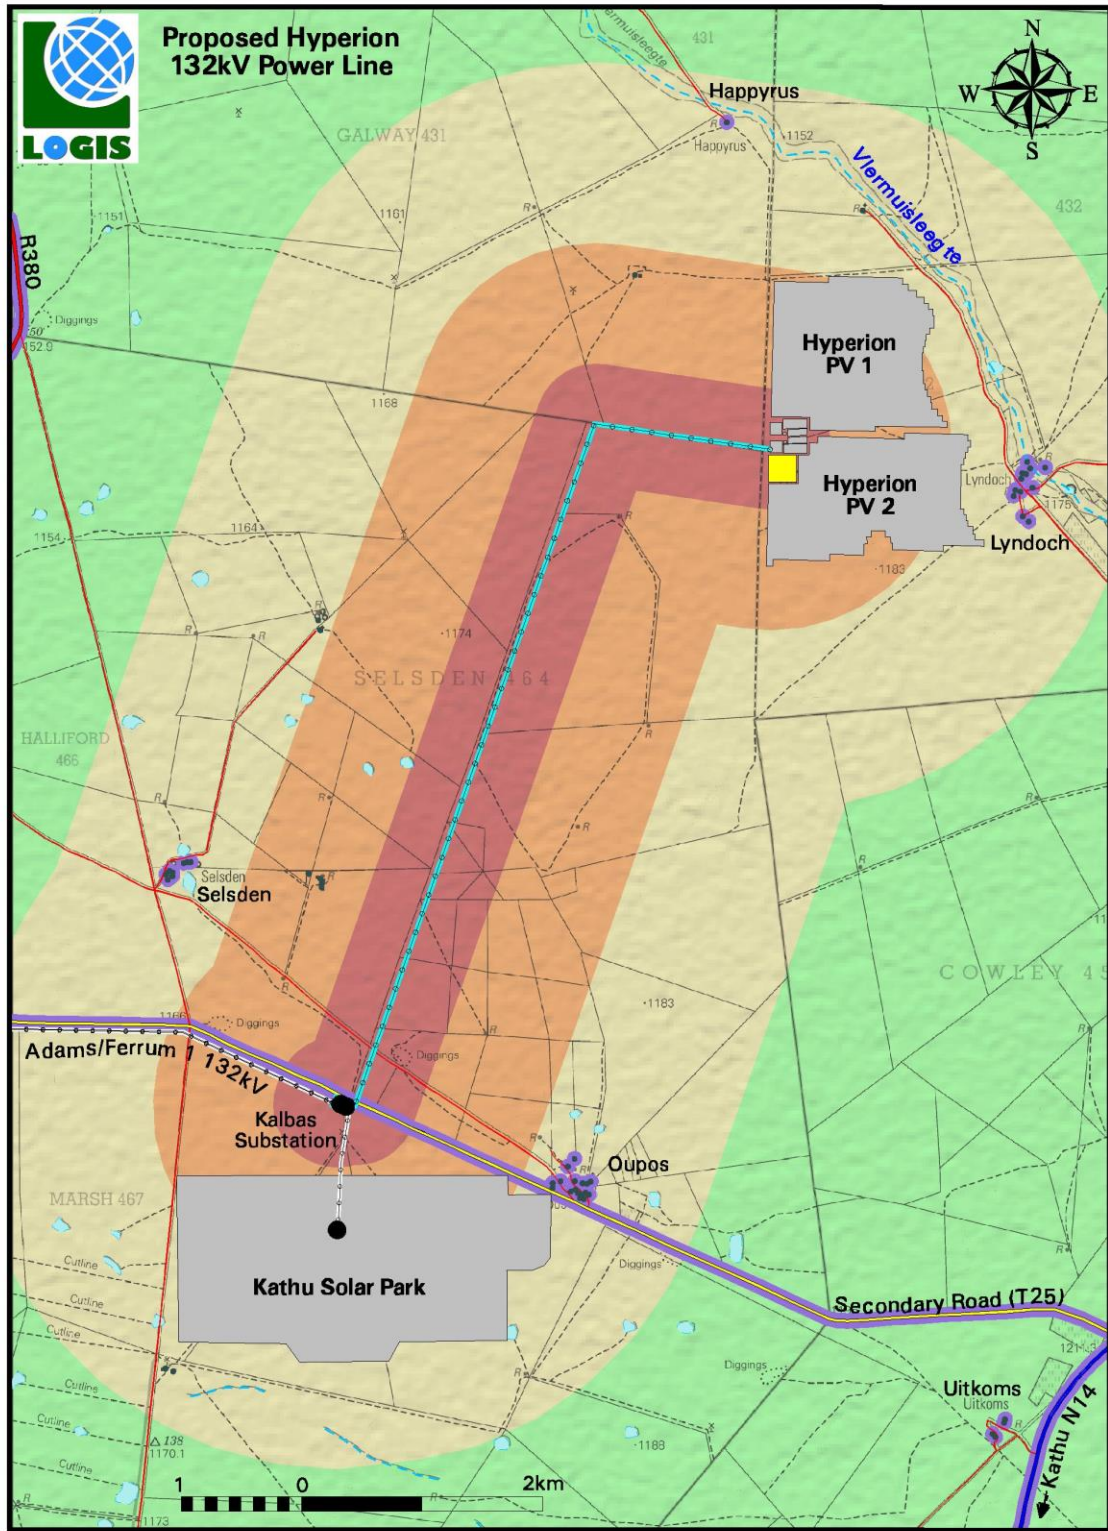 Proposed Hyperion
132kV Power Line
LOGIS
N
W
E
S
431
Happyrus
GALWAY 431
Happyrus
1152
Vlermuisleegte
432
1151
1161
R
R380
Diggings
Hyperion
PV 1
1168
Lyndoch
R
1175
Hyperion
PV 2
Lyndoch
1164
1154
R
1183
R
R
R
1174
SELSDEN 464
HALLIFORD
466
R
R
R
R
R
Selsden
Selsden
R
COWLEY
1183
R
R
Diggings
R
Adams/Ferrum 1 132kV
Diggings
Kalbas
Substation
R
R
Oupos
MARSH 467
R
Cutline
Diggings
Cutline
Kathu Solar Park
Secondary Road (T25)
Cutline
Diggings
R
Cutline
Uitkoms
Uitkoms
R
Cutline
138
1170.1
1188
Cutline
Kathu N14
1
0
2km
R
1173